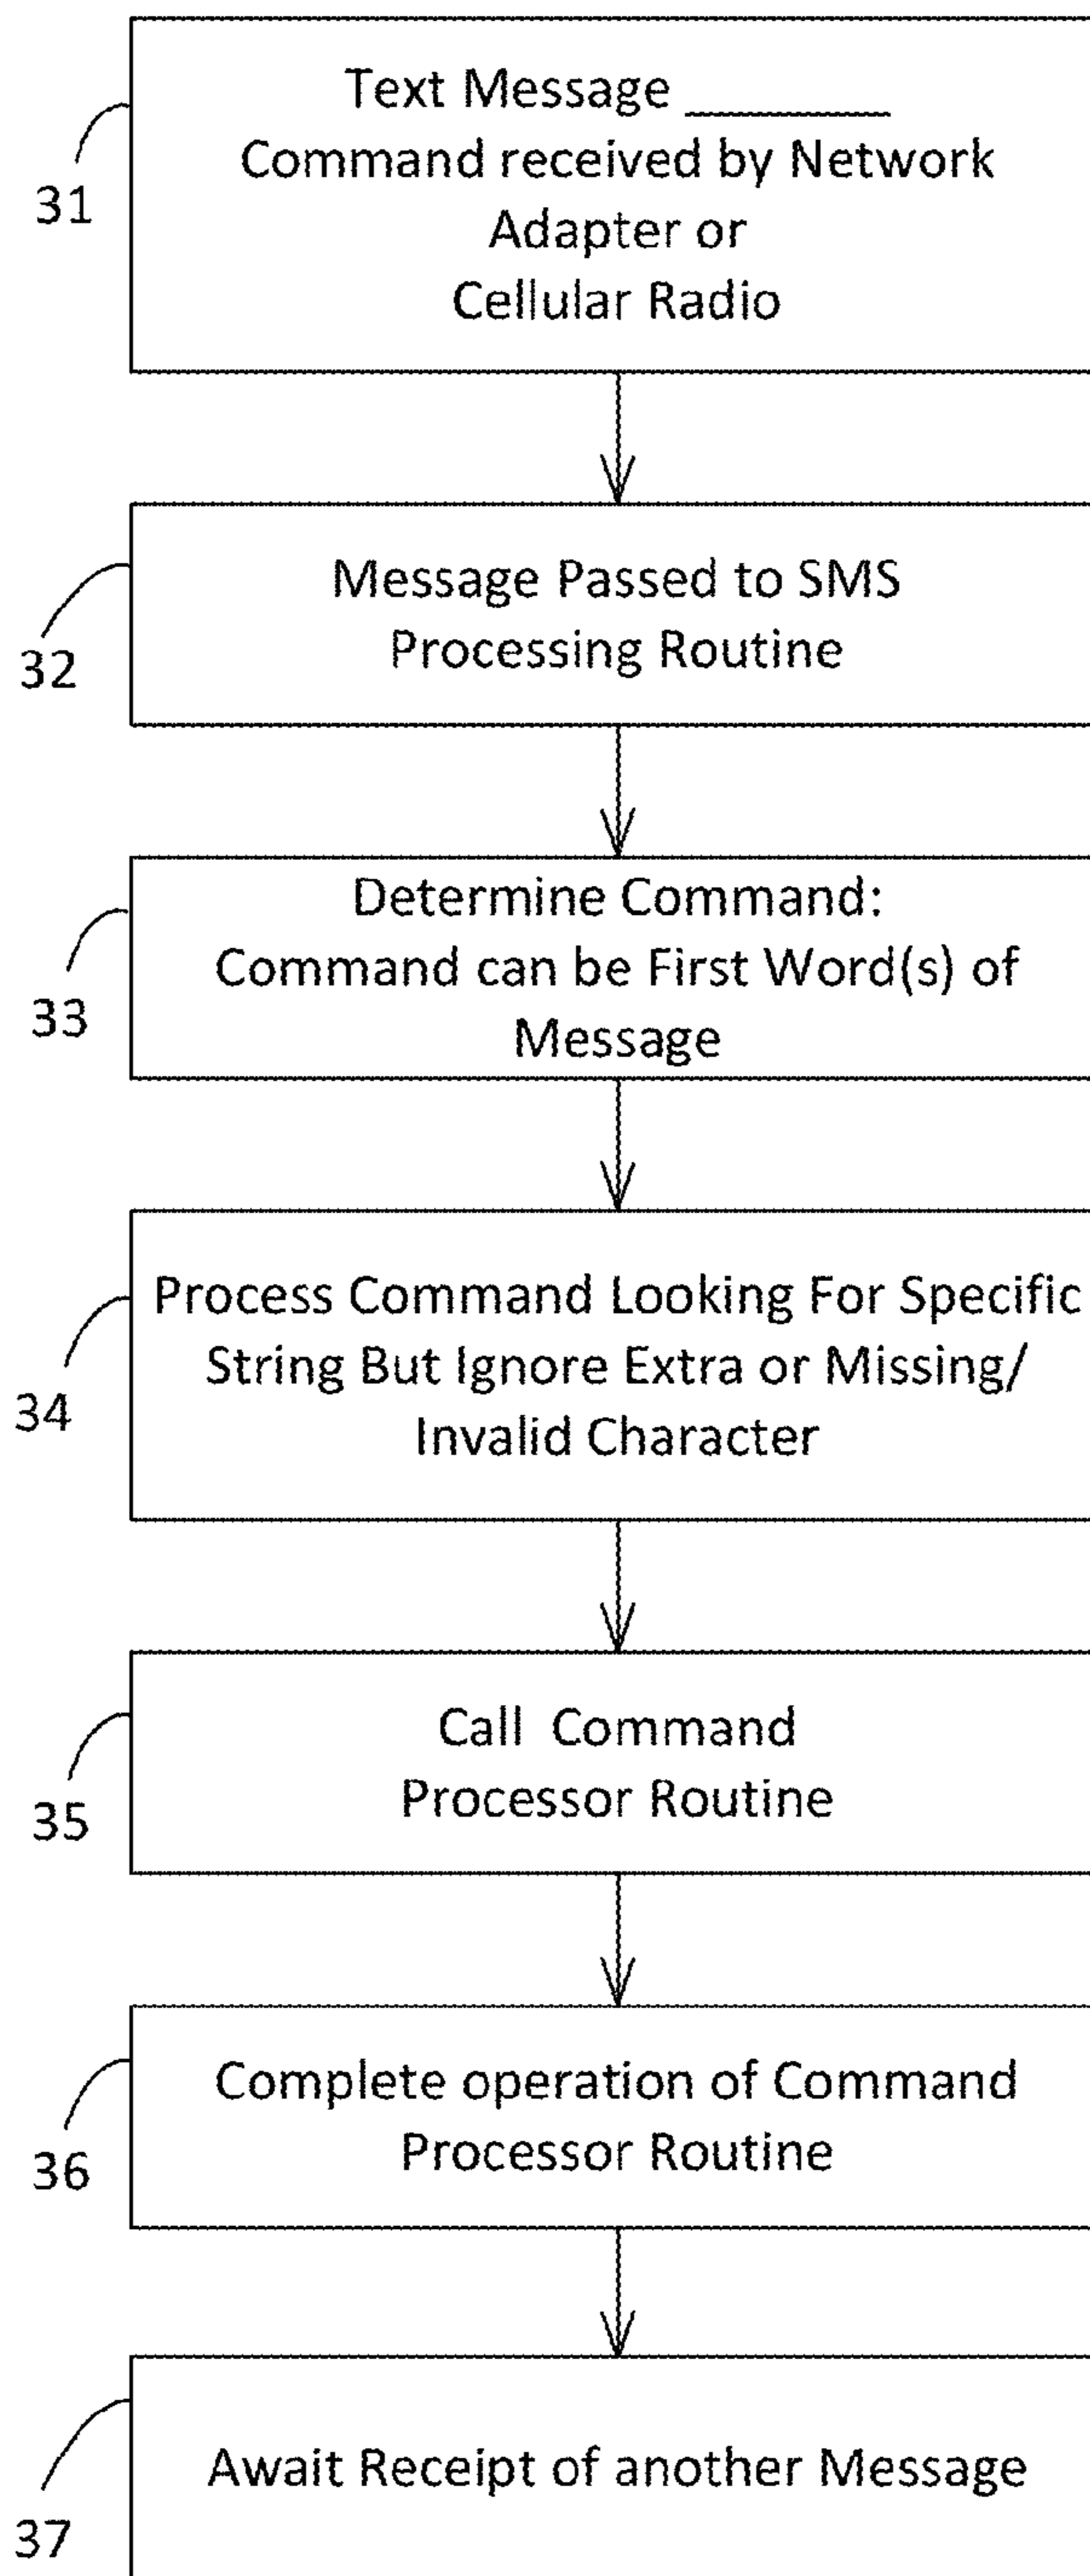 Text Message ________
Command received by Network
Adapter or
Cellular Radio
31
Message Passed to SMS
Processing Routine
32
Determine Command:
Command can be First Word(s) of
Message
33
Process Command Looking For Specific
String But Ignore Extra or Missing/
Invalid Character
34
Call Command
Processor Routine
35
Complete operation of Command
Processor Routine
36
Await Receipt of another Message
37